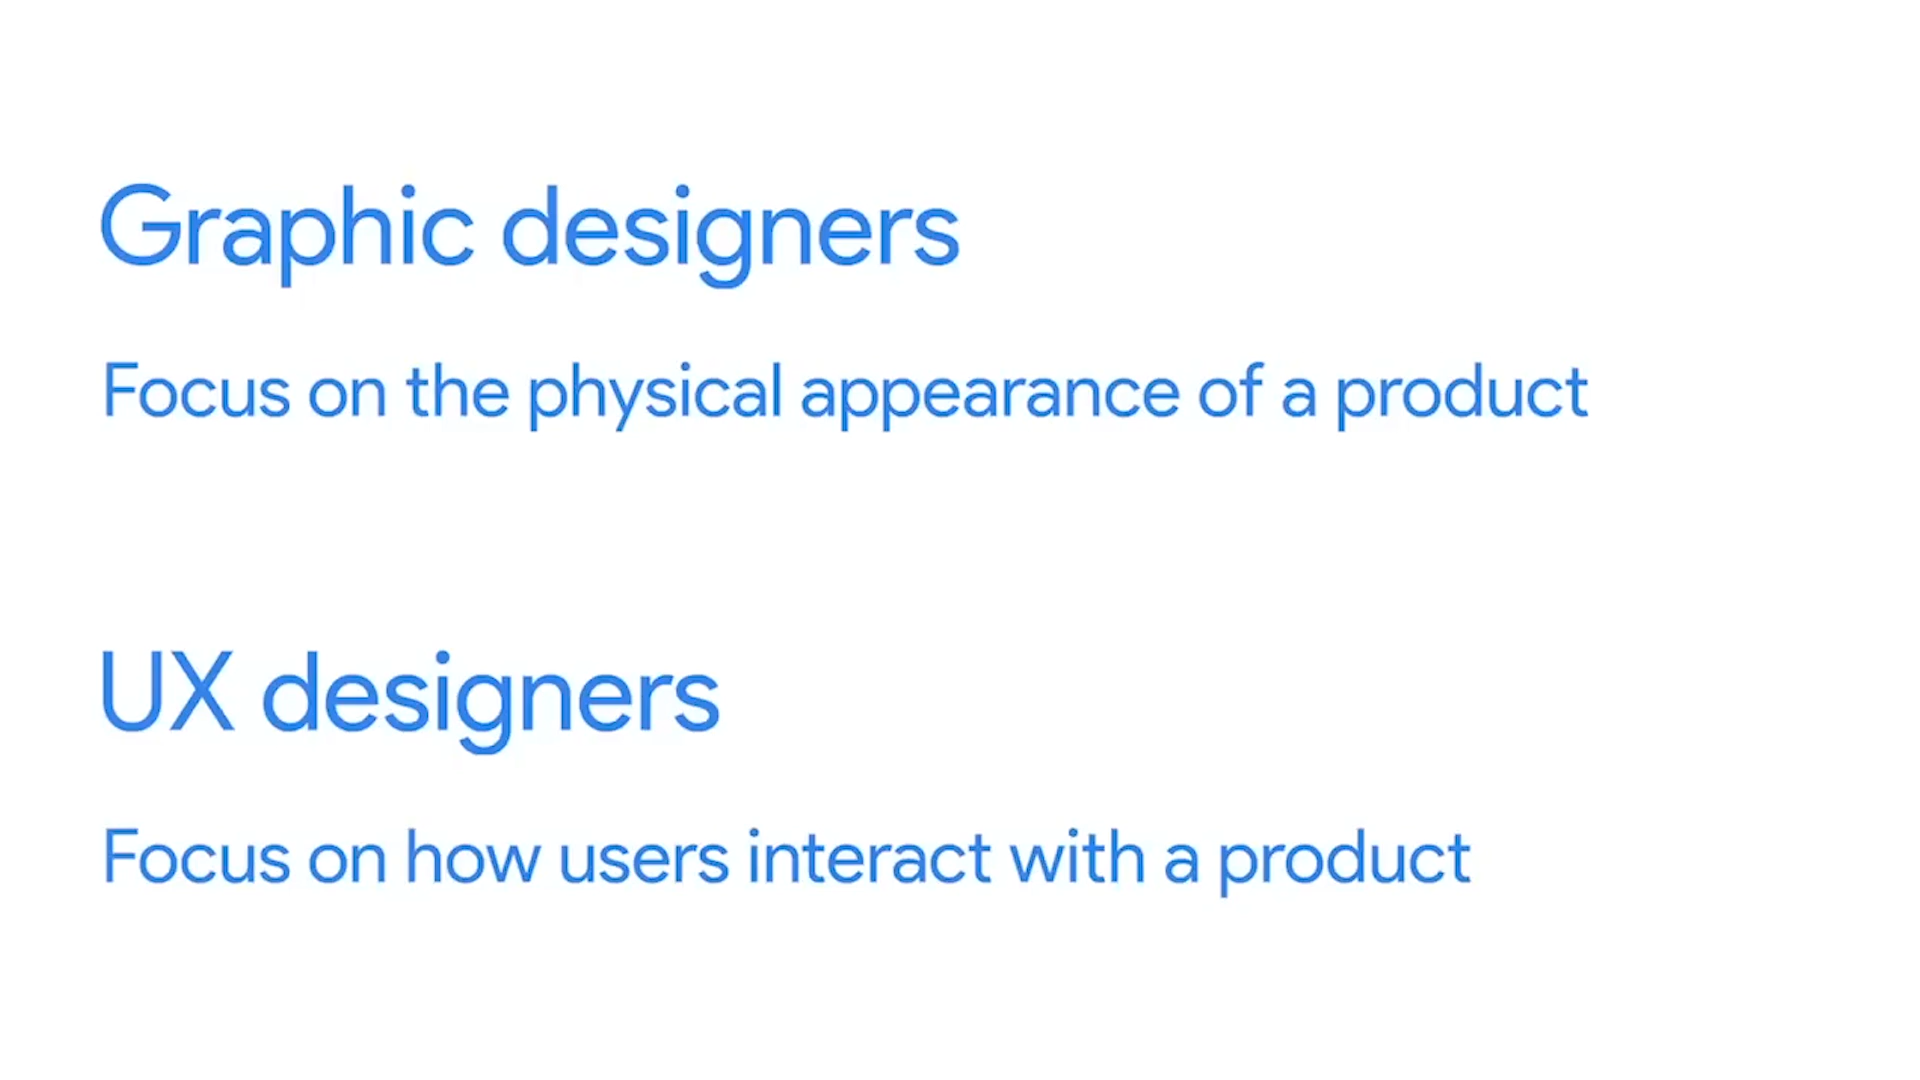 Graphic designers
Focus on the physical appearance of a product
UX designers
Focus on how users interact with a product